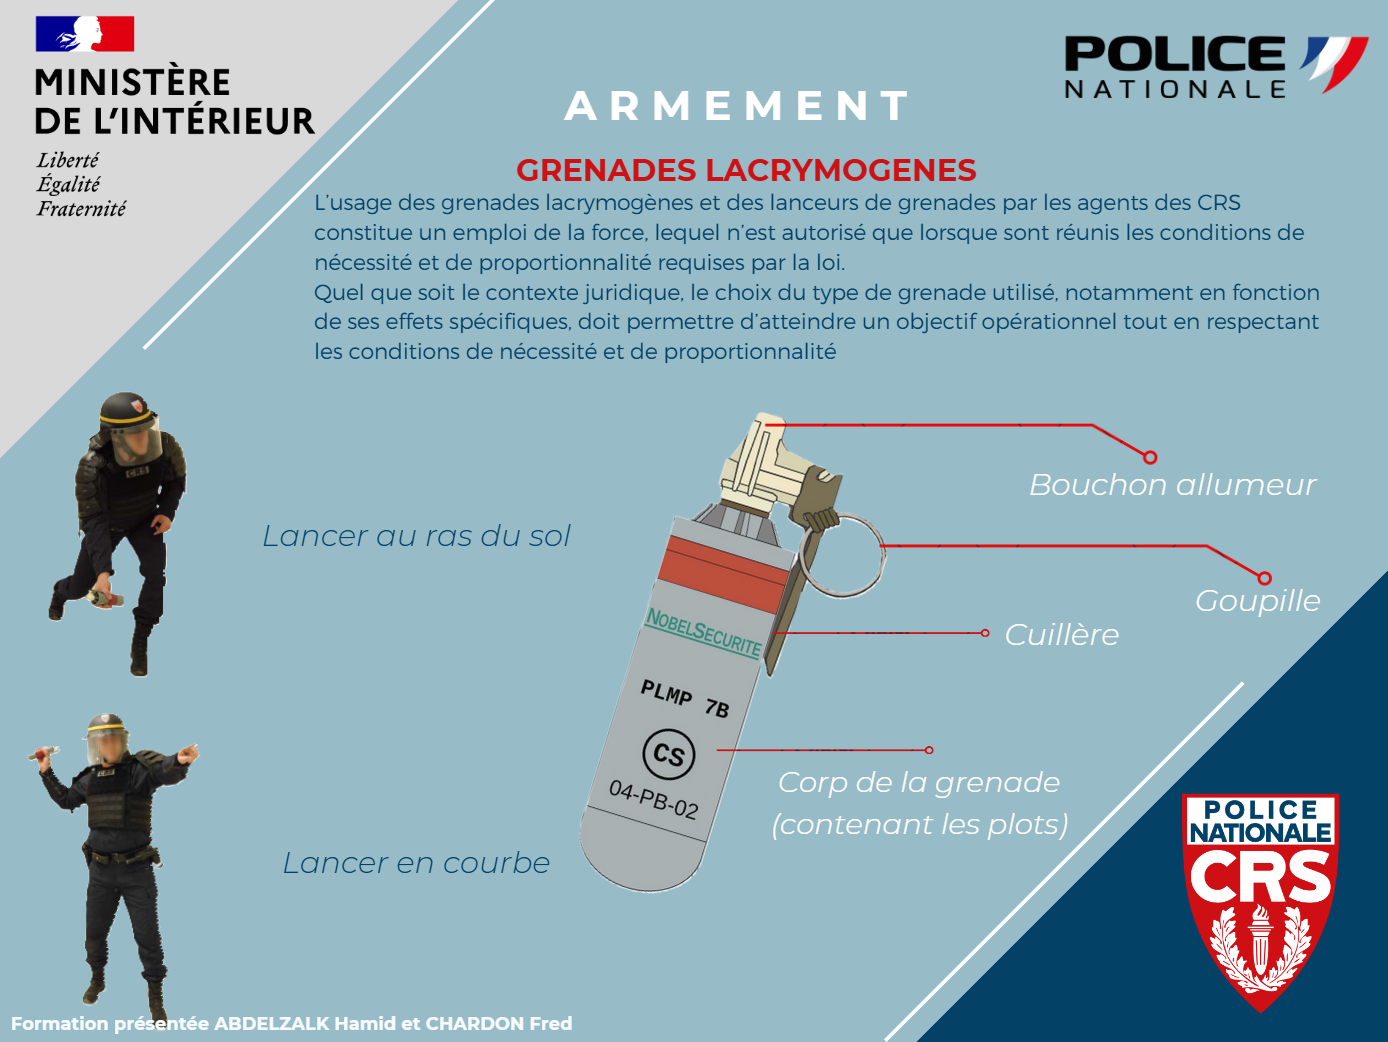 MINISTÈRE
DE L'INTÉRIEUR
Liberté
Égalité
Fraternité
POLICE
NATIONALE
ARMEMENT
GRENADES LACRYMOGENES
L'usage des grenades lacrymogènes et des lanceurs de grenades par les agents des CRS
constitue un emploi de la force, lequel n'est autorisé que lorsque sont réunis les conditions de
nécessité et de proportionnalité requises par la loi.
Quel que soit le contexte juridique, le choix du type de grenade utilisé, notamment en fonction
de ses effets spécifiques, doit permettre d'atteindre un objectif opérationnel tout en respectant
les conditions de nécessité et de proportionnalité
CRS
Lancer au ras du sol
Bouchon allumeur
Goupille
Cuillère
NOBELSECURITE
PLMP 7B
CS
04-PB-02
Corp de la grenade
(contenant les plots)
CRS
Lancer en courbe
POLICE
NATIONALE
CRS
Formation présentée ABDELZALK Hamid et CHARDON Fred